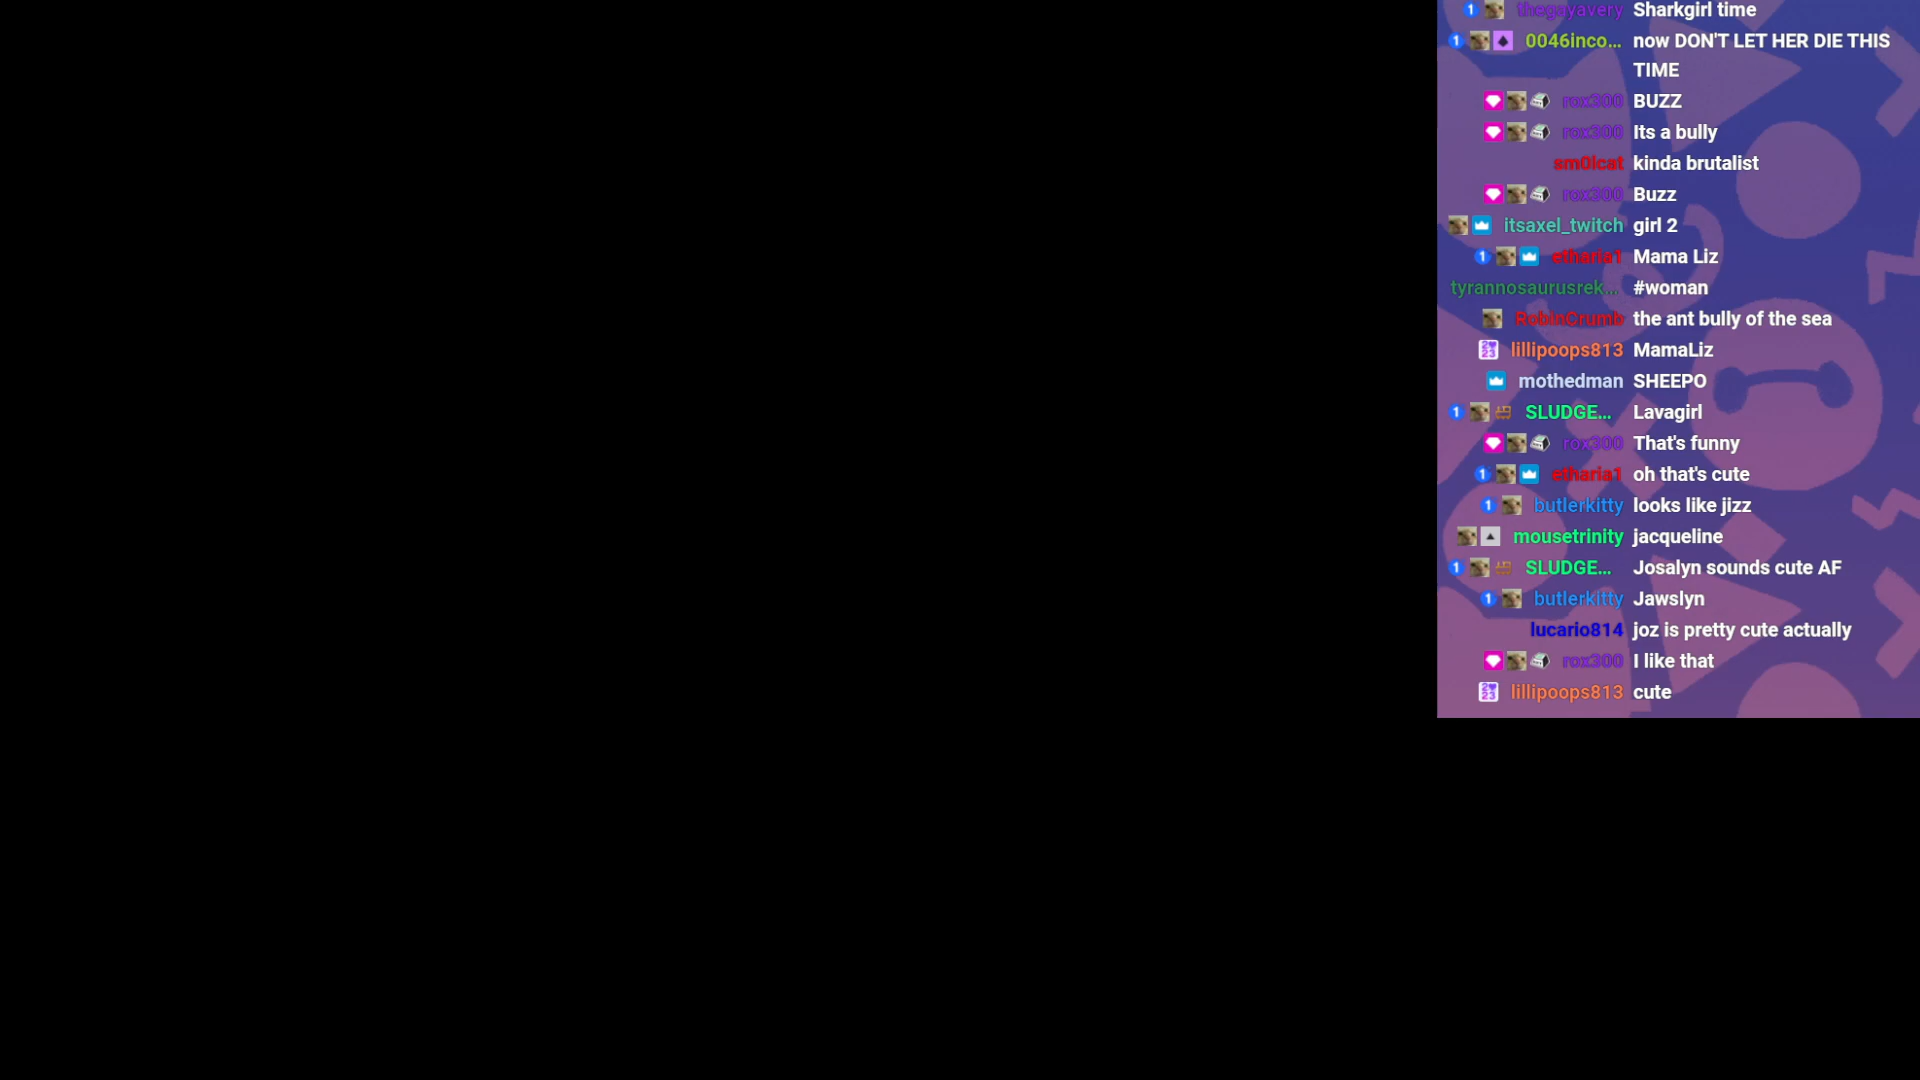 thegayavery Sharkgirl time
0046inco... now DON'T LET HER DIE THIS
TIME
rox300 BUZZ
rox300 Its a bully
sm0lcat kinda brutalist
rox300 Buzz
itsaxel_twitch girl 2
etharia1 Mama Liz
tyrannosaurusrek... #woman
RobinCrumb the ant bully of the sea
lillipoops813 MamaLiz
mothedman SHEEPO
SLUDGE... Lavagirl
rox300 That's funny
etharia1 oh that's cute
butlerkitty looks like jizz
mousetrinity jacqueline
SLUDGE... Josalyn sounds cute AF
butlerkitty Jawslyn
lucario814 joz is pretty cute actually
rox300 I like that
lillipoops813 cute